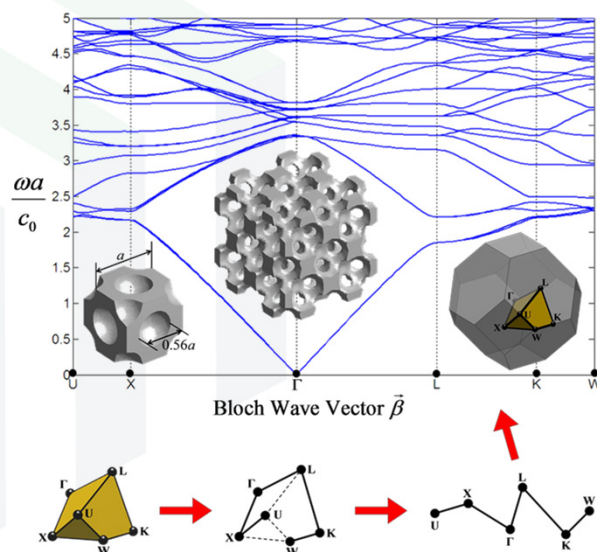 5
4.5
4
3.5
3
2.5
2
1.5
1
0.5
0
ωa
c₀
a
0.56a
L
Γ
U
X
K
W
U X Γ L K W
Bloch Wave Vector β⃗
L
Γ
U
X
K
W
L
Γ
U
X
K
W
L
X
W
U
Γ
K